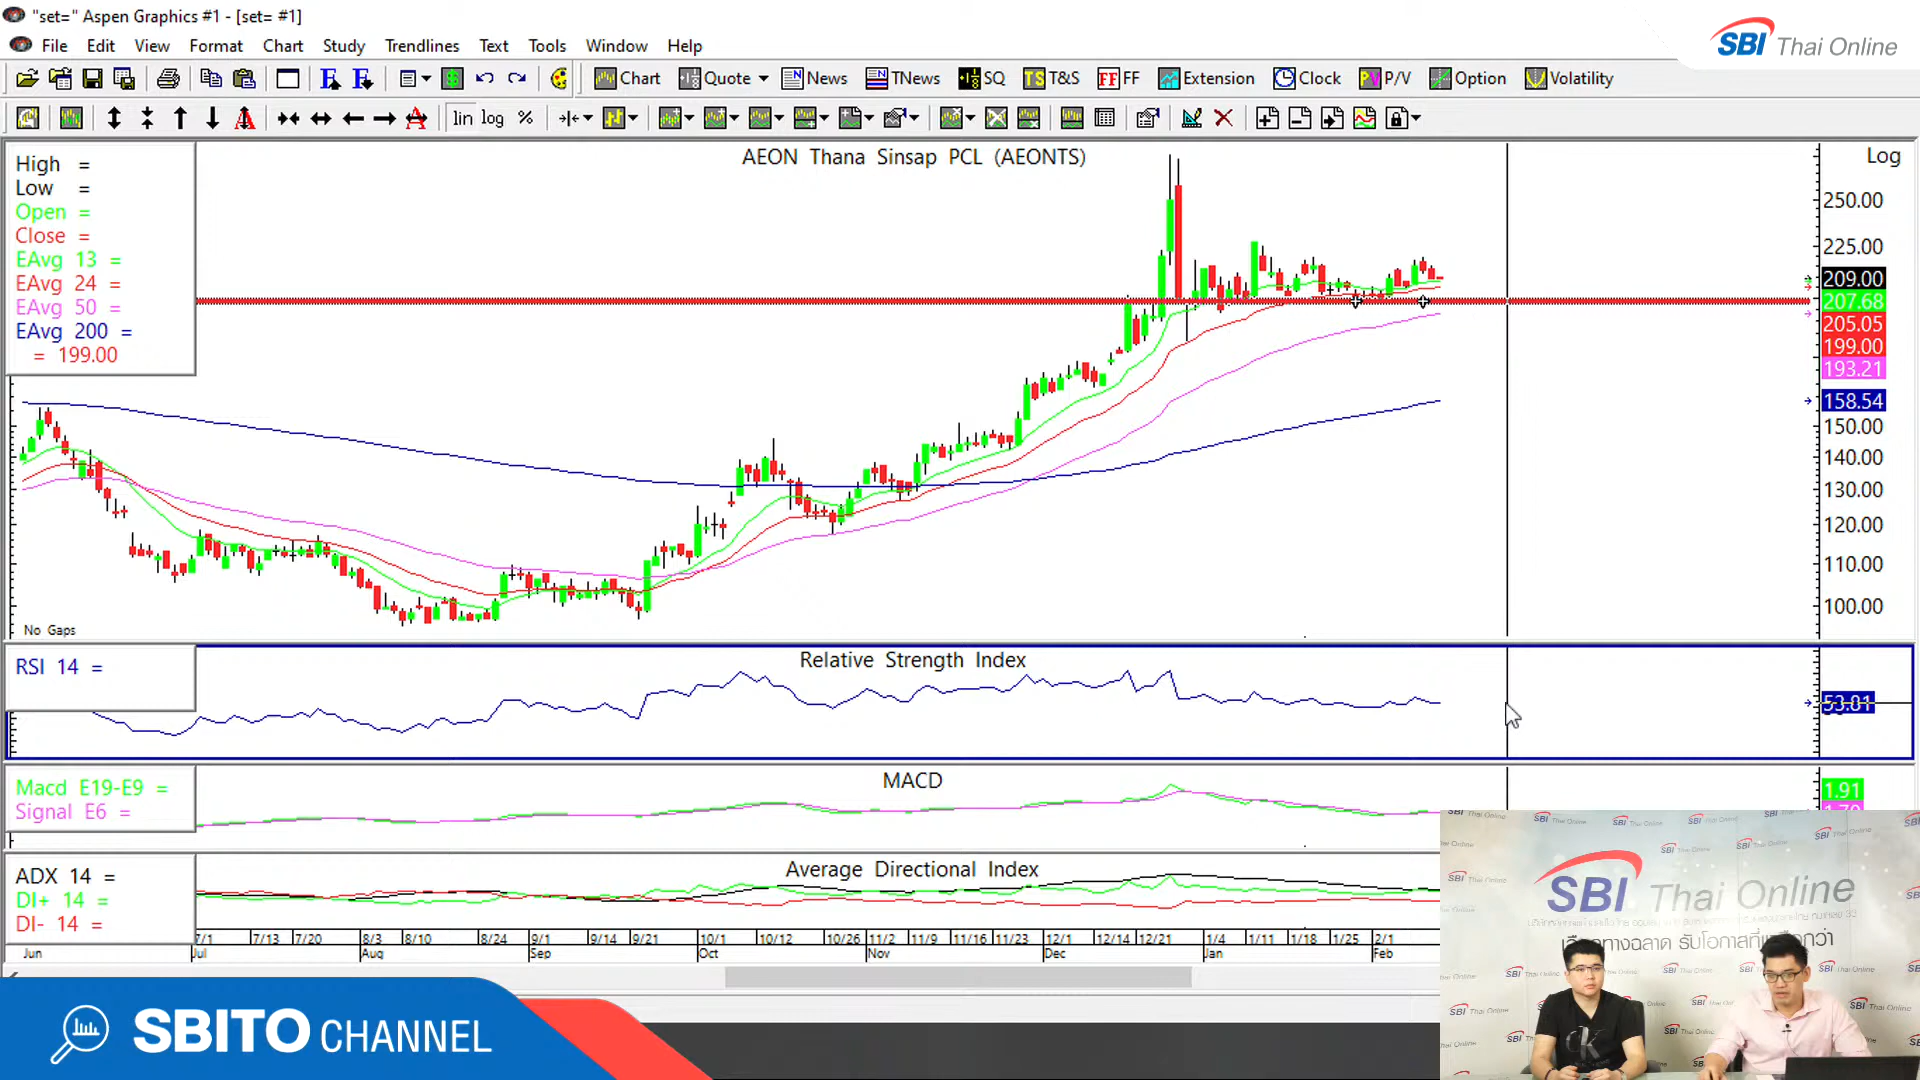 "set=" Aspen Graphics #1 - [set= #1]
SBI Thai Online
File Edit View Format Chart Study Trendlines Text Tools Window Help
Chart Quote News TNews SQ TS T&S FF FF Extension Clock P/V Option Volatility
lin log %
AEON Thana Sinsap PCL (AEONTS)
Log
High =
Low =
Open =
Close =
EAvg 13 =
EAvg 24 =
EAvg 50 =
EAvg 200 =
= 199.00
250.00
225.00
209.00
207.68
205.05
199.00
193.21
158.54
150.00
140.00
130.00
120.00
110.00
100.00
No Gaps
Relative Strength Index
RSI 14 =
53.81
MACD
Macd E19-E9 =
Signal E6 =
1.91
Average Directional Index
ADX 14 =
DI+ 14 =
DI- 14 =
7/1 7/13 7/20 8/3 8/10 8/24 9/1 9/14 9/21 10/1 10/12 10/26 11/2 11/9 11/16 11/23 12/1 12/14 12/21 1/4 1/11 1/18 1/25 2/1
Jun Jul Aug Sep Oct Nov Dec Jan Feb
SBI Thai Online
SBITO CHANNEL